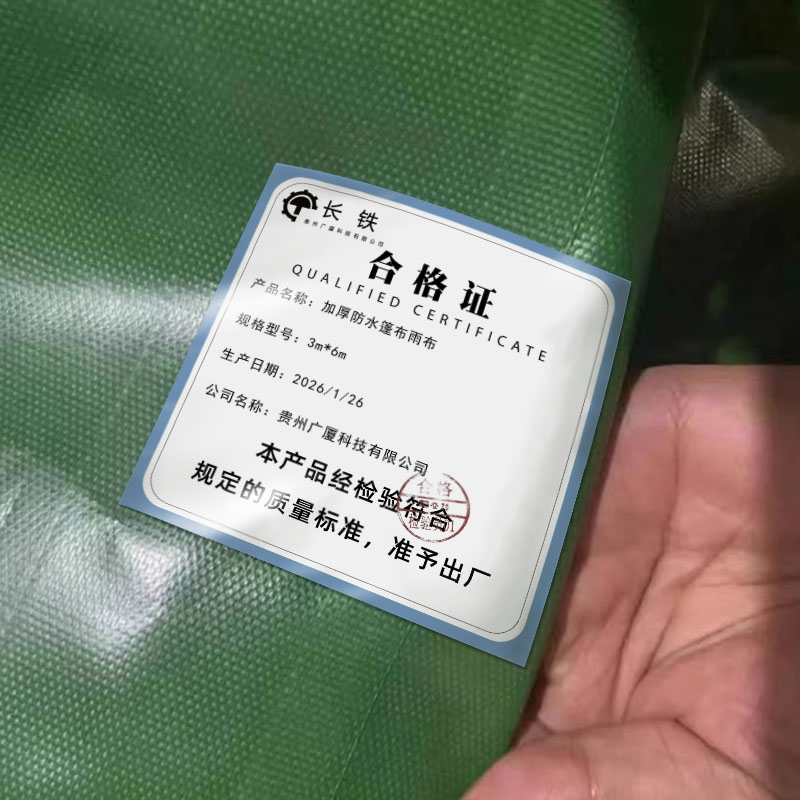 长铁
贵州广厦科技有限公司
合格证
QUALIFIED CERTIFICATE
产品名称：加厚防水篷布雨布
规格型号：3m*6m
生产日期：2026/1/26
公司名称：贵州广厦科技有限公司
本产品经检验符合
规定的质量标准，准予出厂
合格